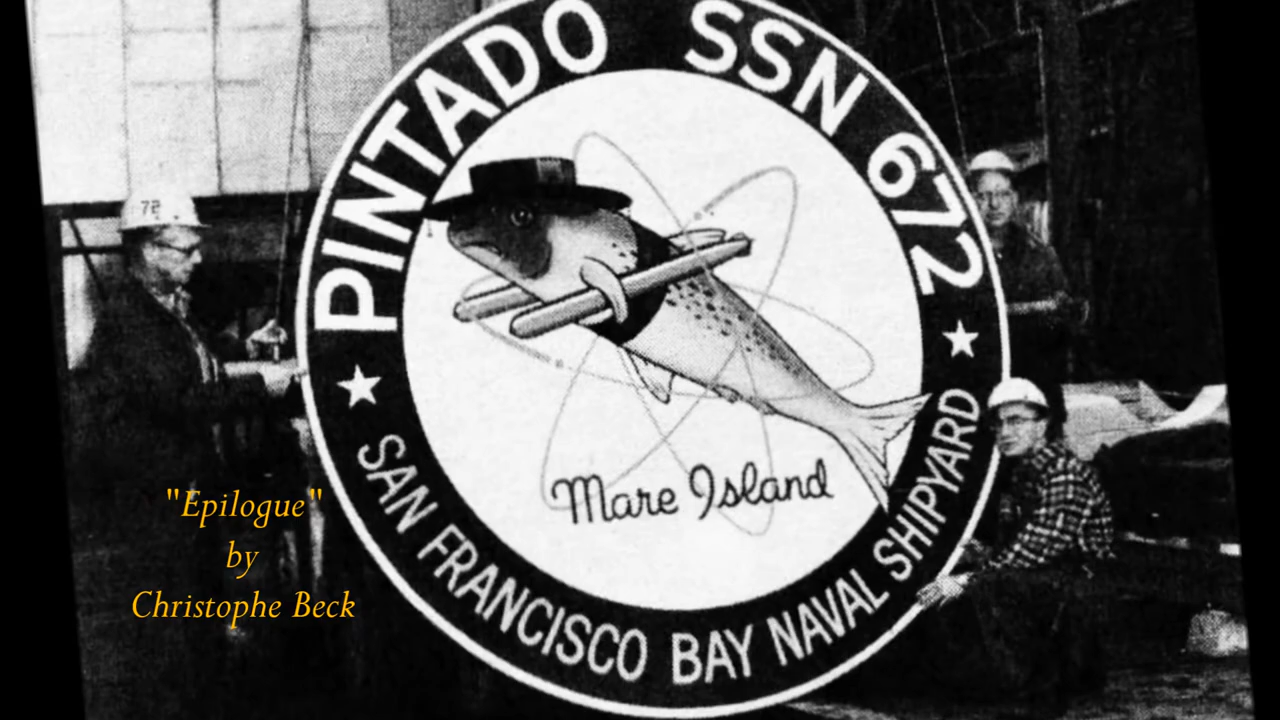 PINTADO SSN 672
72
Mare Island
SAN FRANCISCO BAY NAVAL SHIPYARD
"Epilogue"
by
Christophe Beck